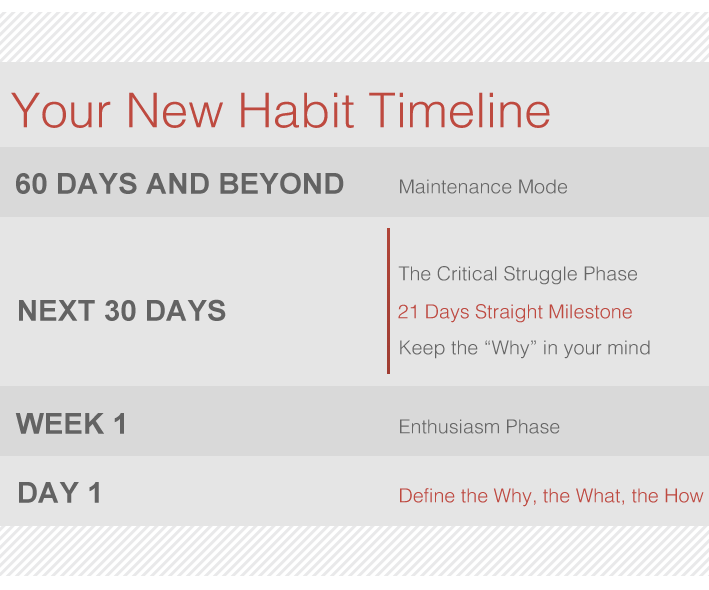 Your New Habit Timeline
60 DAYS AND BEYOND
Maintenance Mode
NEXT 30 DAYS
The Critical Struggle Phase
21 Days Straight Milestone
Keep the “Why” in your mind
WEEK 1
Enthusiasm Phase
DAY 1
Define the Why, the What, the How